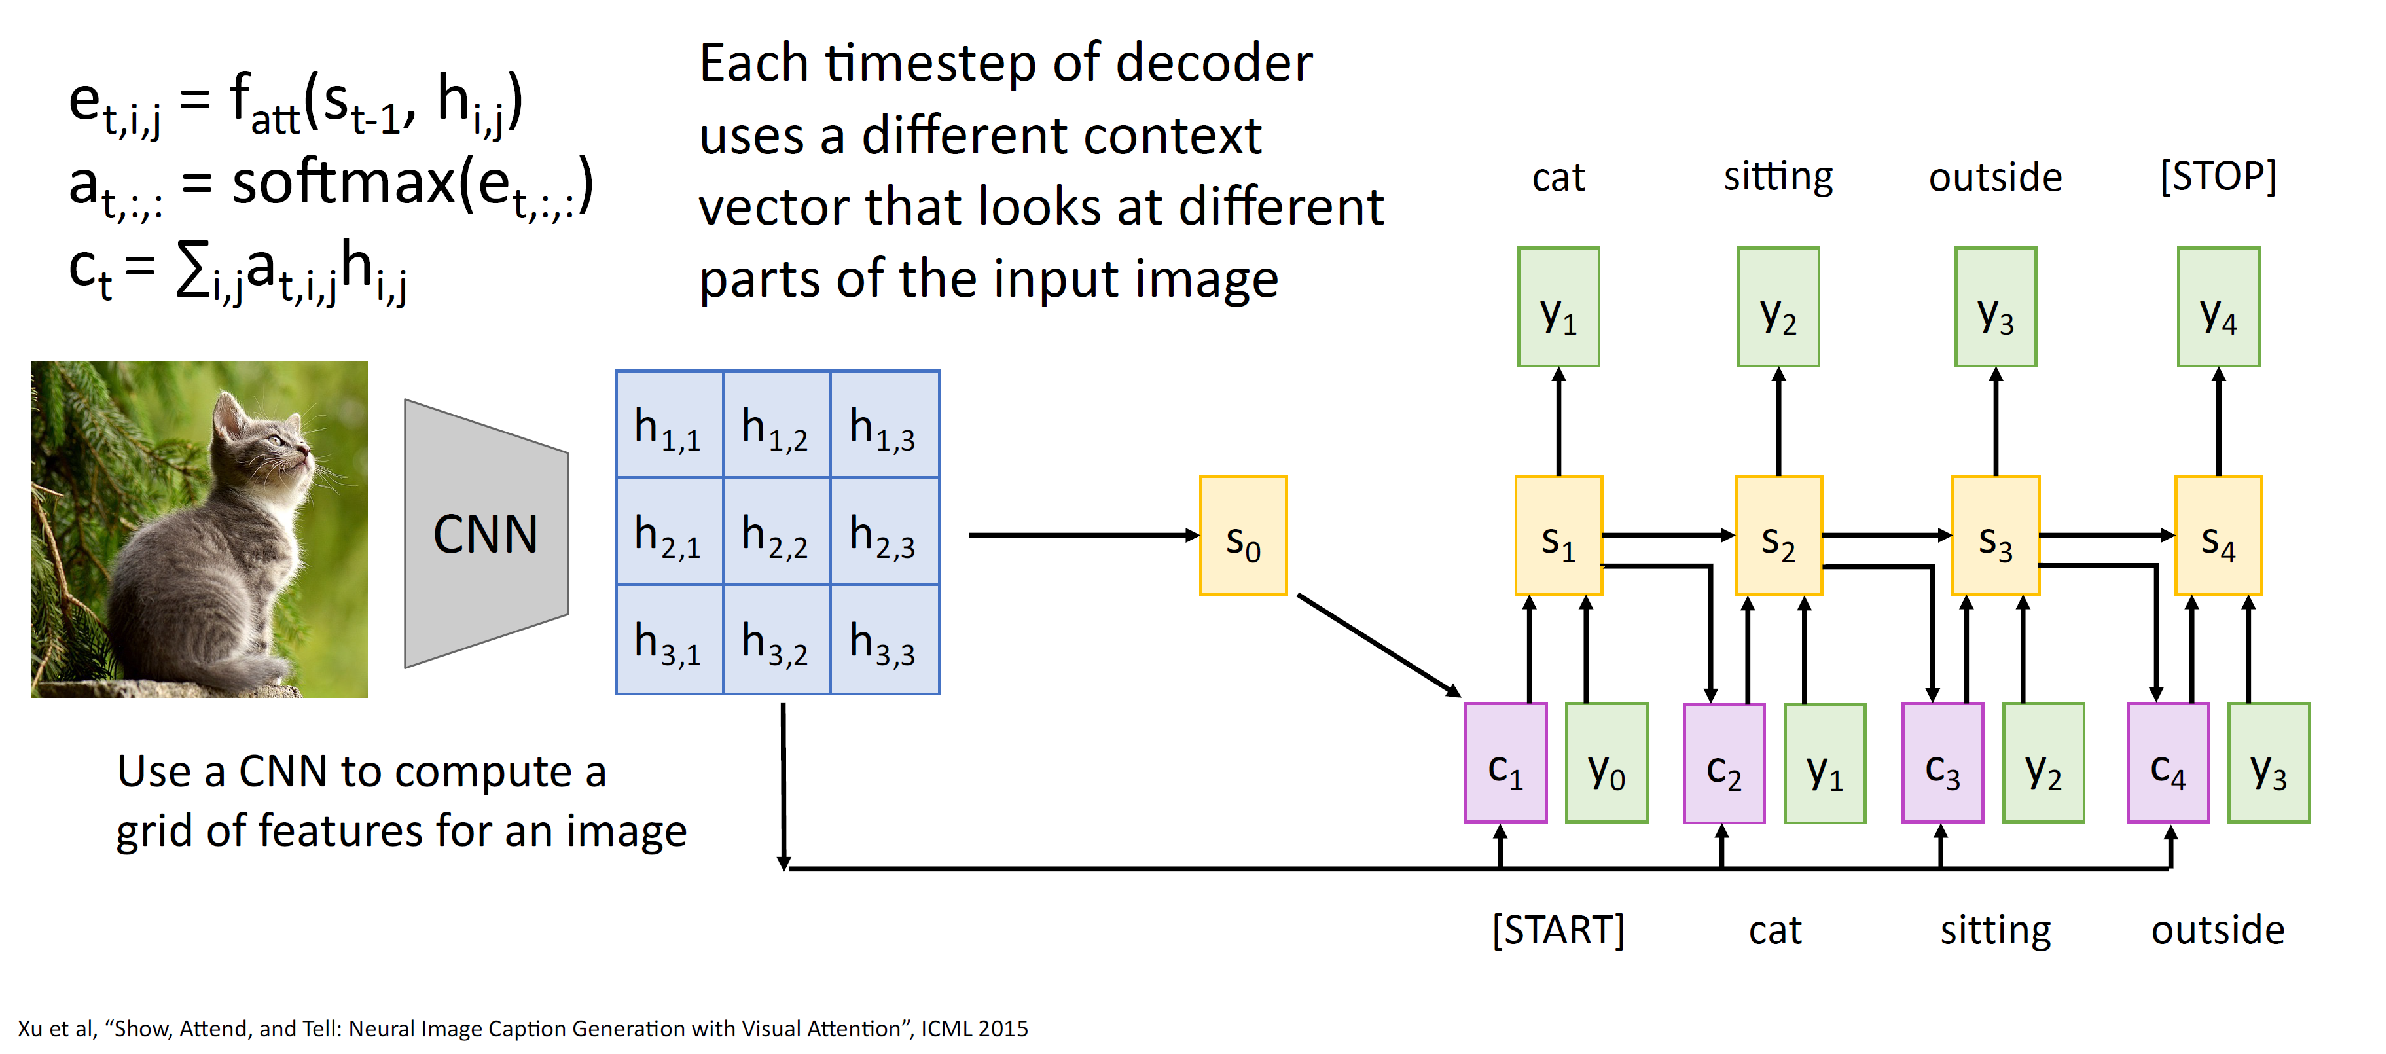 e_{t,i,j} = f_{att}(s_{t-1}, h_{i,j})
a_{t,:,:} = softmax(e_{t,:,:})
c_t = ∑_{i,j}a_{t,i,j}h_{i,j}
Each timestep of decoder
uses a different context
vector that looks at different
parts of the input image
cat sitting outside [STOP]
y_1 y_2 y_3 y_4
CNN
h_{1,1} h_{1,2} h_{1,3}
h_{2,1} h_{2,2} h_{2,3}
h_{3,1} h_{3,2} h_{3,3}
s_0 s_1 s_2 s_3 s_4
c_1 y_0 c_2 y_1 c_3 y_2 c_4 y_3
Use a CNN to compute a
grid of features for an image
[START] cat sitting outside
Xu et al, “Show, Attend, and Tell: Neural Image Caption Generation with Visual Attention”, ICML 2015